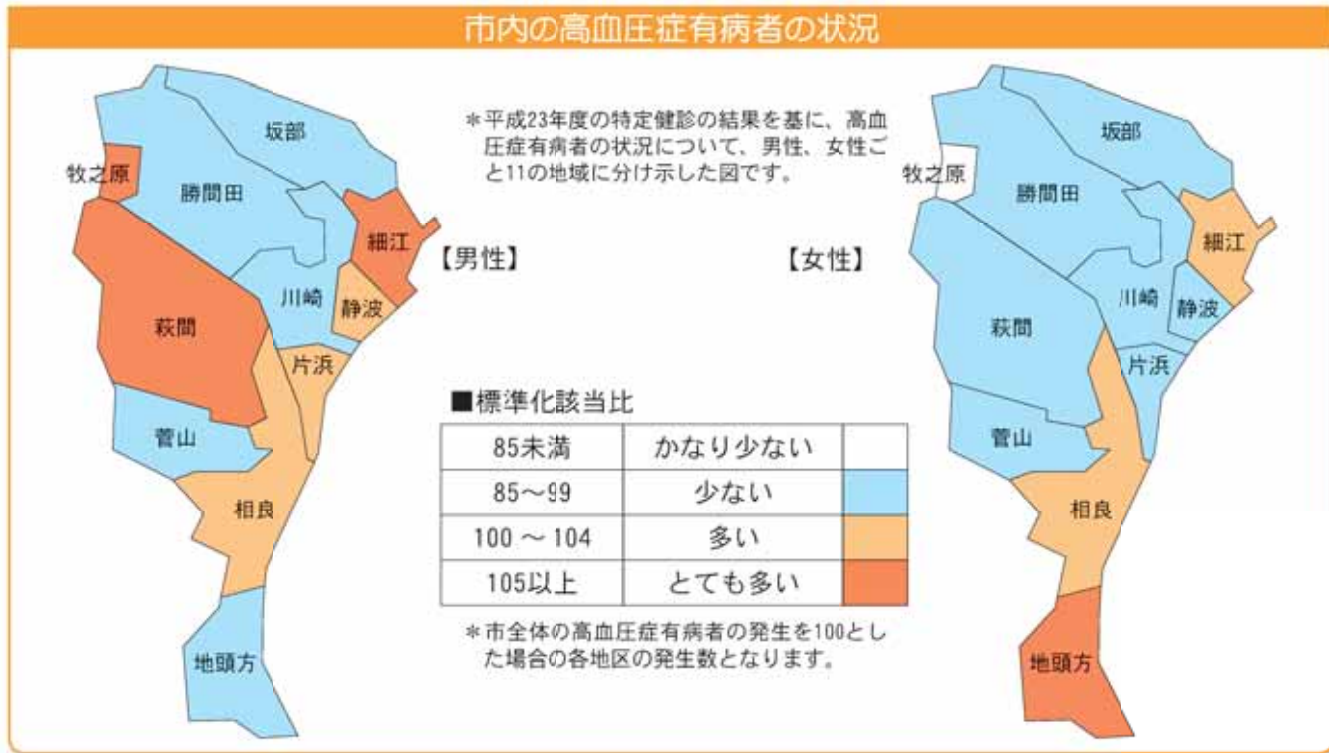 市内の高血圧症有病者の状況
＊平成23年度の特定健診の結果を基に、高血
圧症有病者の状況について、男性、女性ご
と11の地域に分け示した図です。
【男性】
坂部
牧之原
勝間田
細江
川崎
静波
萩間
片浜
菅山
相良
地頭方
【女性】
坂部
牧之原
勝間田
細江
川崎
静波
萩間
片浜
菅山
相良
地頭方
■標準化該当比
85未満 かなり少ない
85～99 少ない
100 ～ 104 多い
105以上 とても多い
＊市全体の高血圧症有病者の発生を100とし
た場合の各地区の発生数となります。